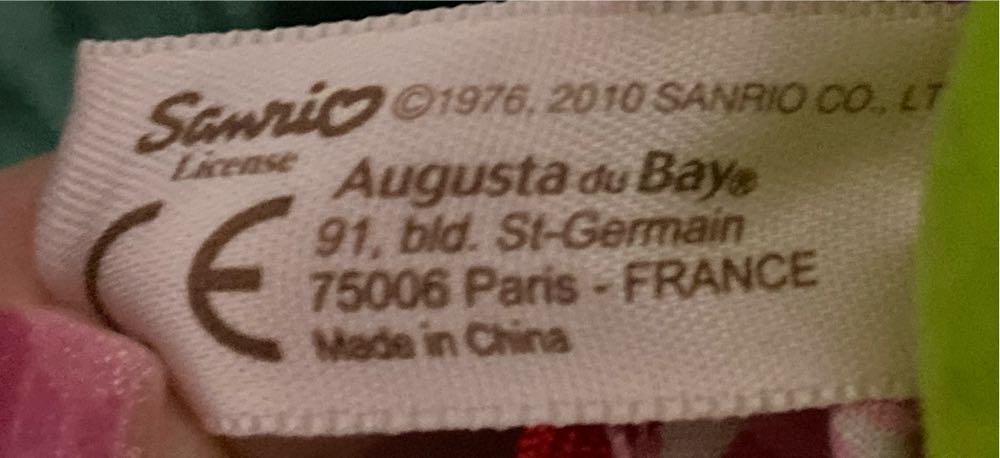 Sanrio ©1976, 2010 SANRIO CO., LT
License
Augusta du Bay®
91, bld. St-Germain
75006 Paris - FRANCE
Made in China
CE